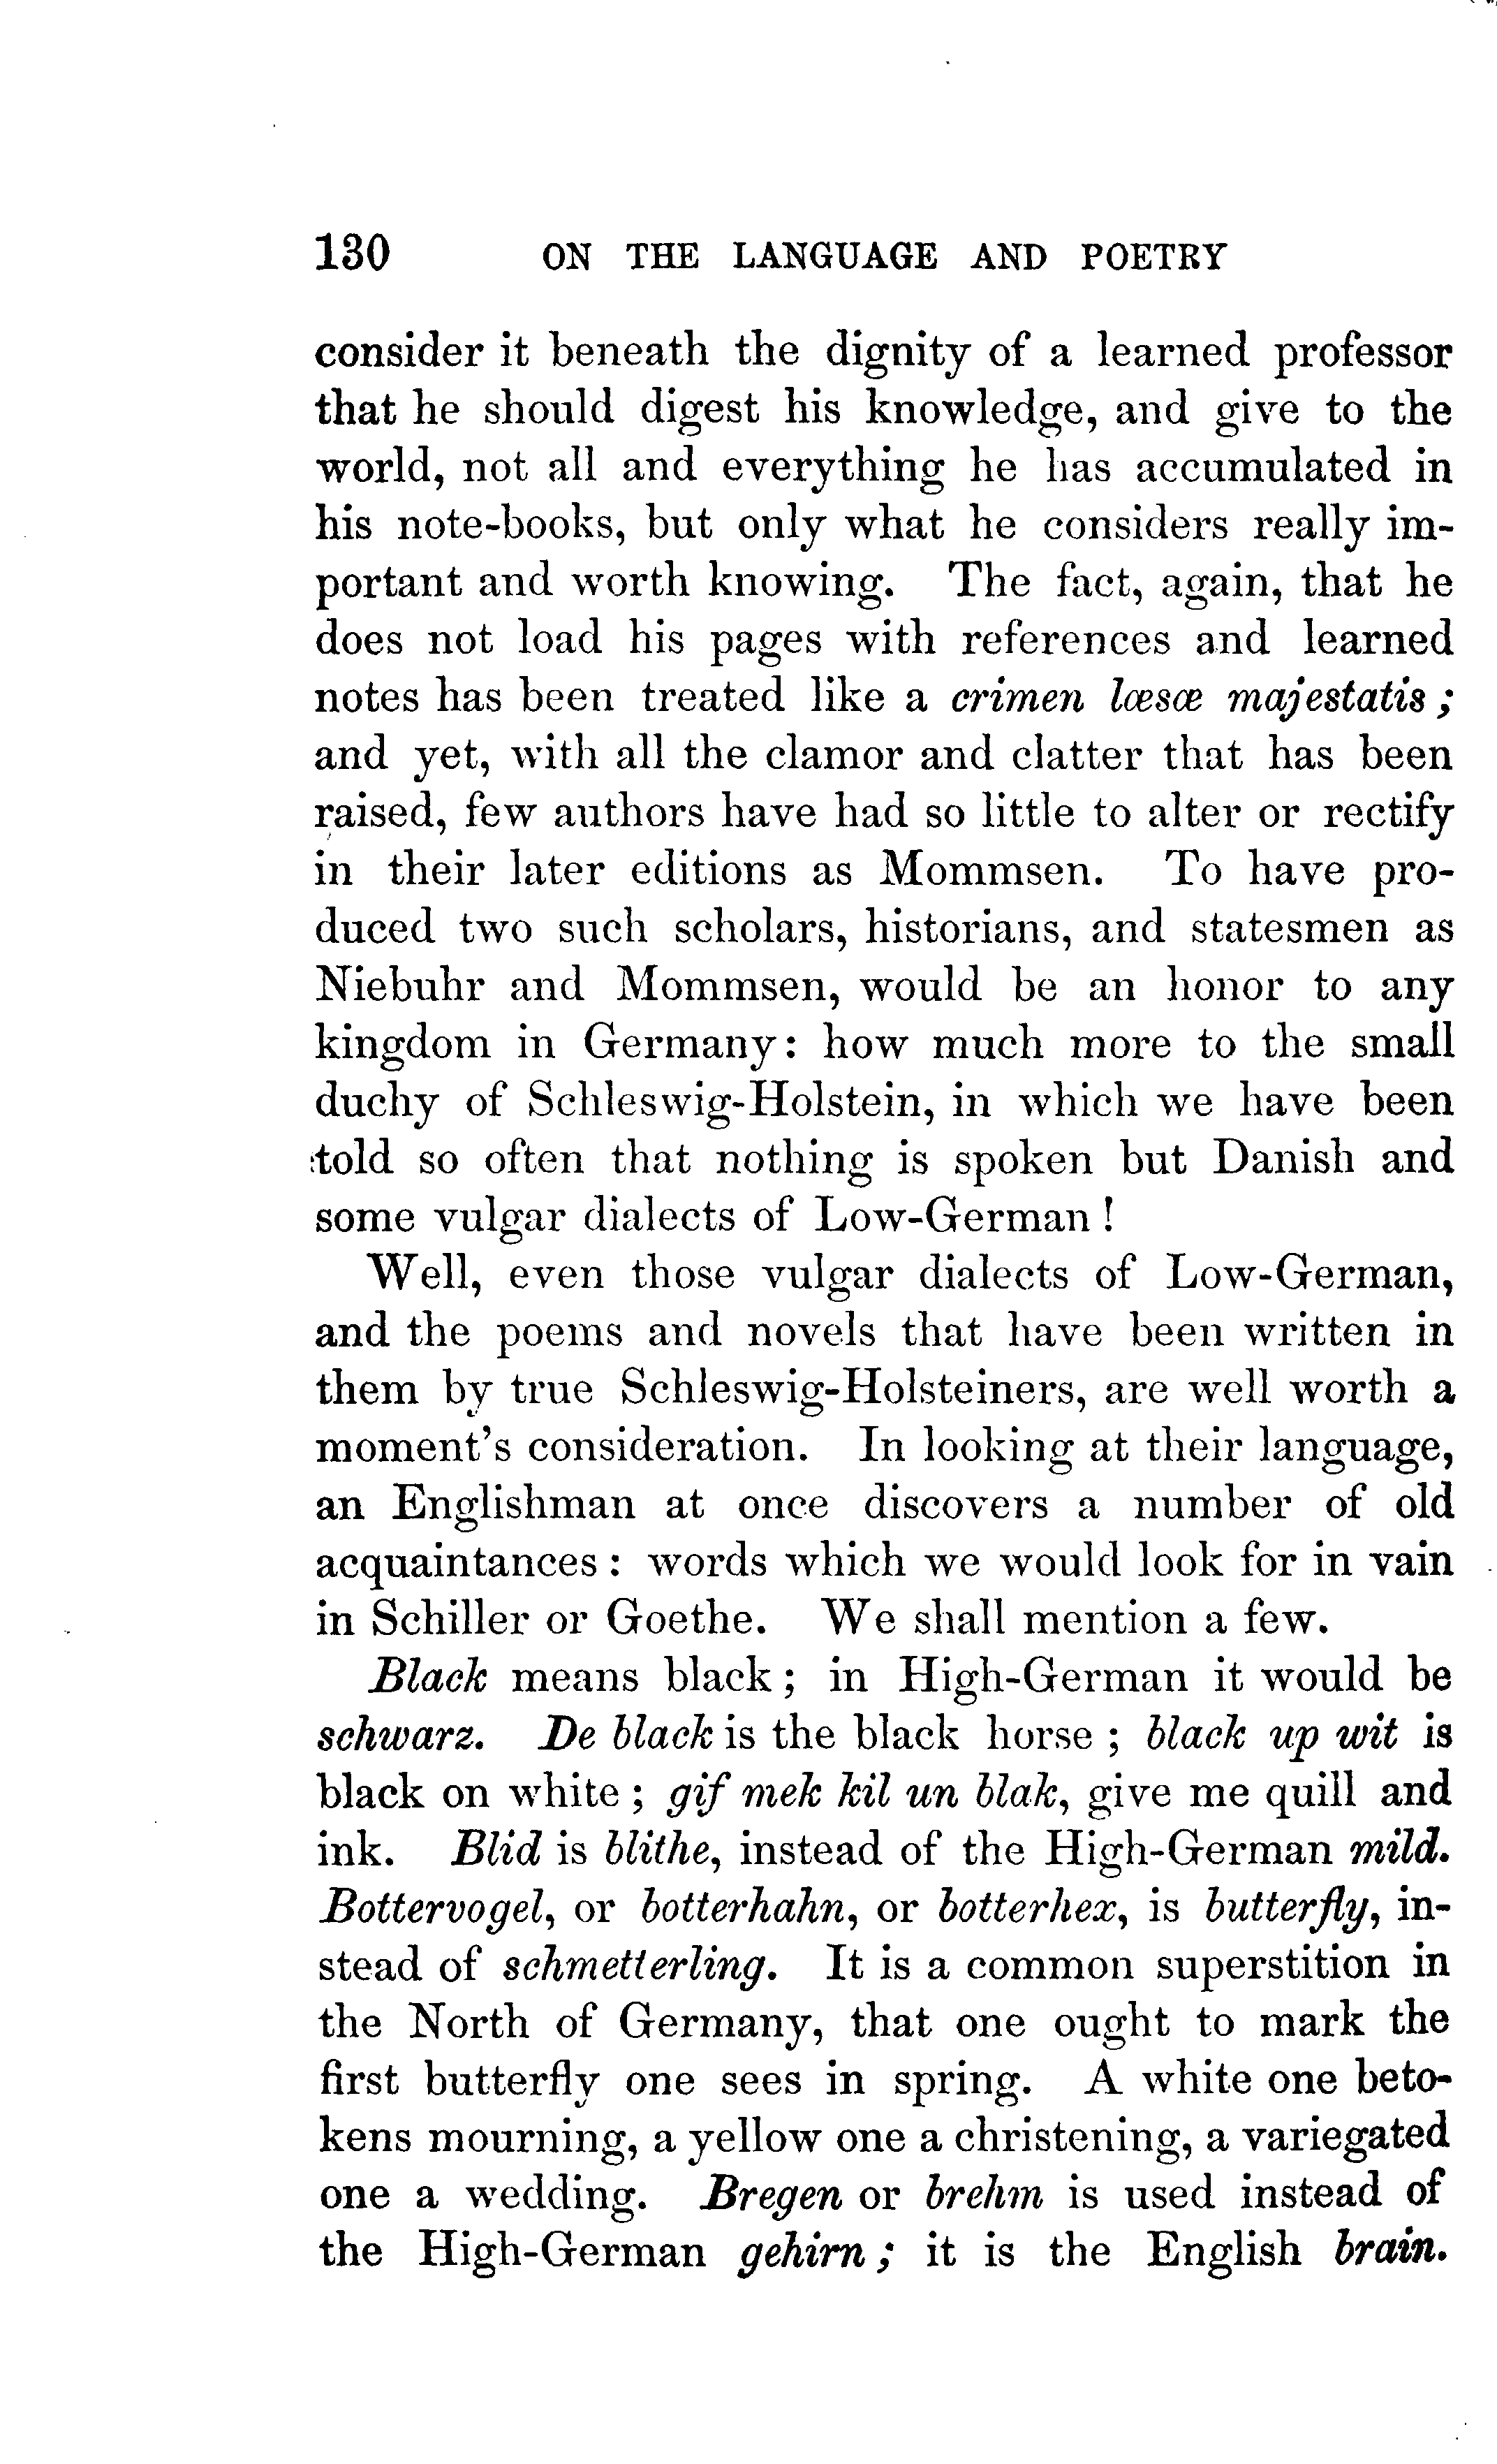 130 ON THE LANGUAGE AND POETRY
consider it beneath the dignity of a learned professor
that he should digest his knowledge, and give to the
world, not all and everything he has accumulated in
his note-books, but only what he considers really im-
portant and worth knowing. The fact, again, that he
does not load his pages with references and learned
notes has been treated like a crimen læsæ majestatis;
and yet, with all the clamor and clatter that has been
raised, few authors have had so little to alter or rectify
in their later editions as Mommsen. To have pro-
duced two such scholars, historians, and statesmen as
Niebuhr and Mommsen, would be an honor to any
kingdom in Germany: how much more to the small
duchy of Schleswig-Holstein, in which we have been
told so often that nothing is spoken but Danish and
some vulgar dialects of Low-German!
Well, even those vulgar dialects of Low-German,
and the poems and novels that have been written in
them by true Schleswig-Holsteiners, are well worth a
moment's consideration. In looking at their language,
an Englishman at once discovers a number of old
acquaintances: words which we would look for in vain
in Schiller or Goethe. We shall mention a few.
Black means black; in High-German it would be
schwarz. De black is the black horse; black up wit is
black on white; gif mek kil un blak, give me quill and
ink. Blid is blithe, instead of the High-German mild.
Bottervogel, or botterhahn, or botterhex, is butterfly, in-
stead of schmetterling. It is a common superstition in
the North of Germany, that one ought to mark the
first butterfly one sees in spring. A white one beto-
kens mourning, a yellow one a christening, a variegated
one a wedding. Bregen or brehm is used instead of
the High-German gehirn; it is the English brain.